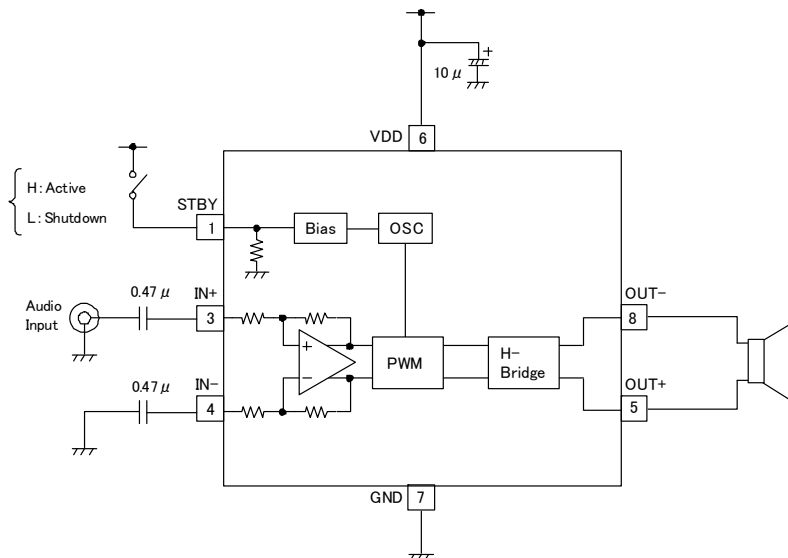 10 μ
+
VDD
6
H: Active
L: Shutdown
STBY
1
Bias
OSC
Audio
Input
0.47 μ
IN+
3
+
−
PWM
H-
Bridge
OUT-
8
0.47 μ
IN-
4
OUT+
5
GND
7